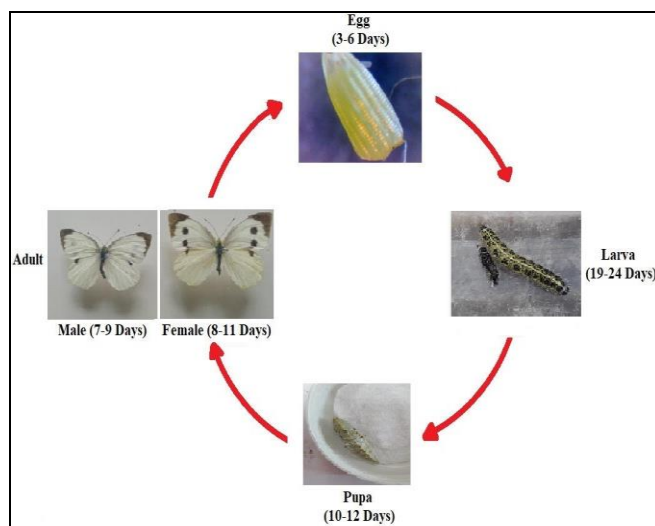 Egg
(3-6 Days)
Adult
Larva
(19-24 Days)
Male (7-9 Days) Female (8-11 Days)
Pupa
(10-12 Days)